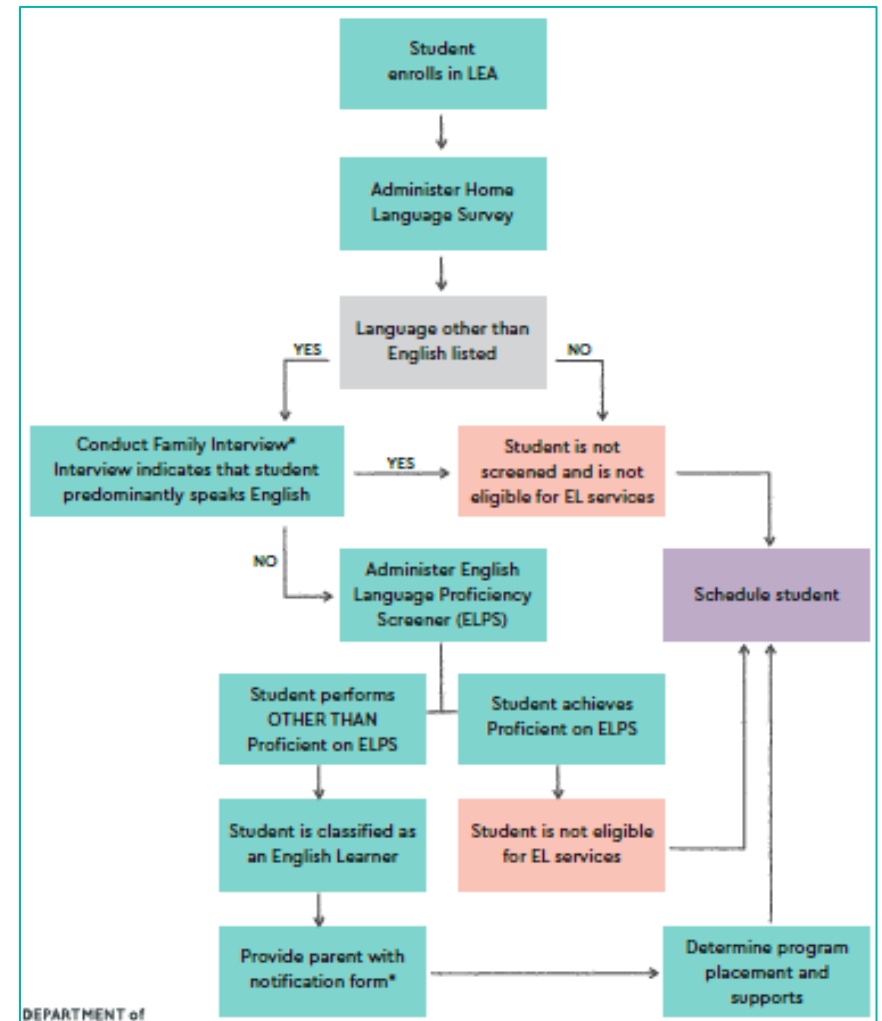 Student
enrolls in LEA
Administer Home
Language Survey
Language other than
English listed
YES
NO
Conduct Family Interview*
Interview indicates that student
predominantly speaks English
YES
Student is not
screened and is not
eligible for EL services
NO
Administer English
Language Proficiency
Screener (ELPS)
Schedule student
Student performs
OTHER THAN
Proficient on ELPS
Student achieves
Proficient on ELPS
Student is classified as
an English Learner
Student is not eligible
for EL services
Provide parent with
notification form*
Determine program
placement and
supports
DEPARTMENT of